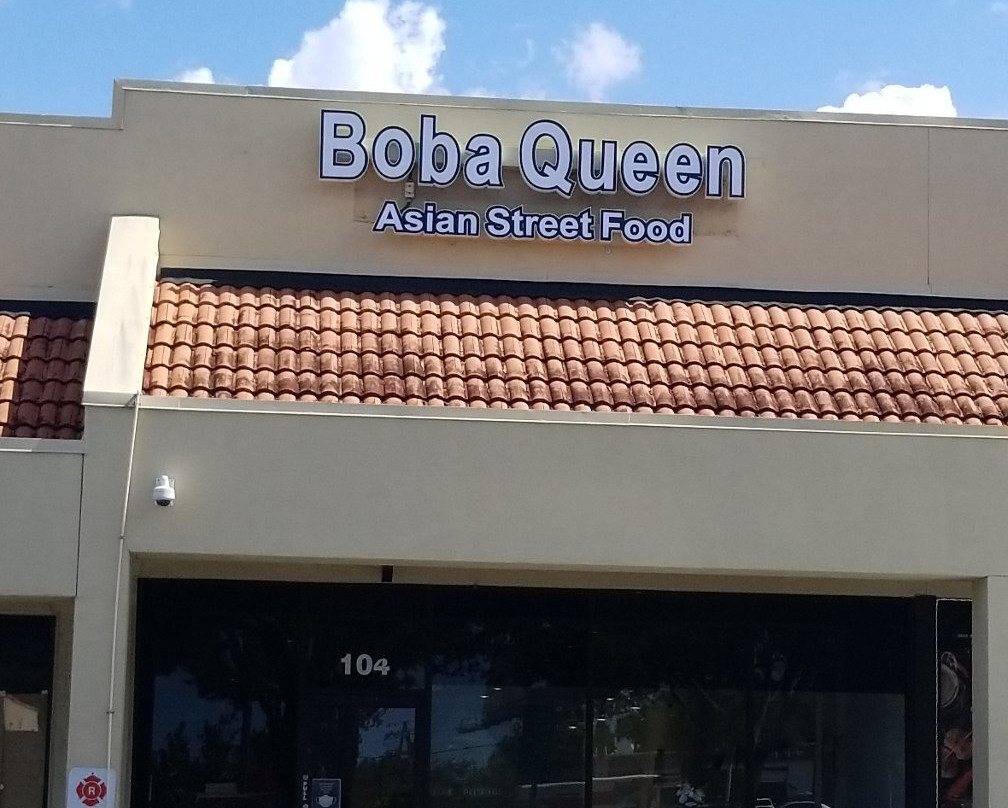 Boba Queen
Asian Street Food
104
R